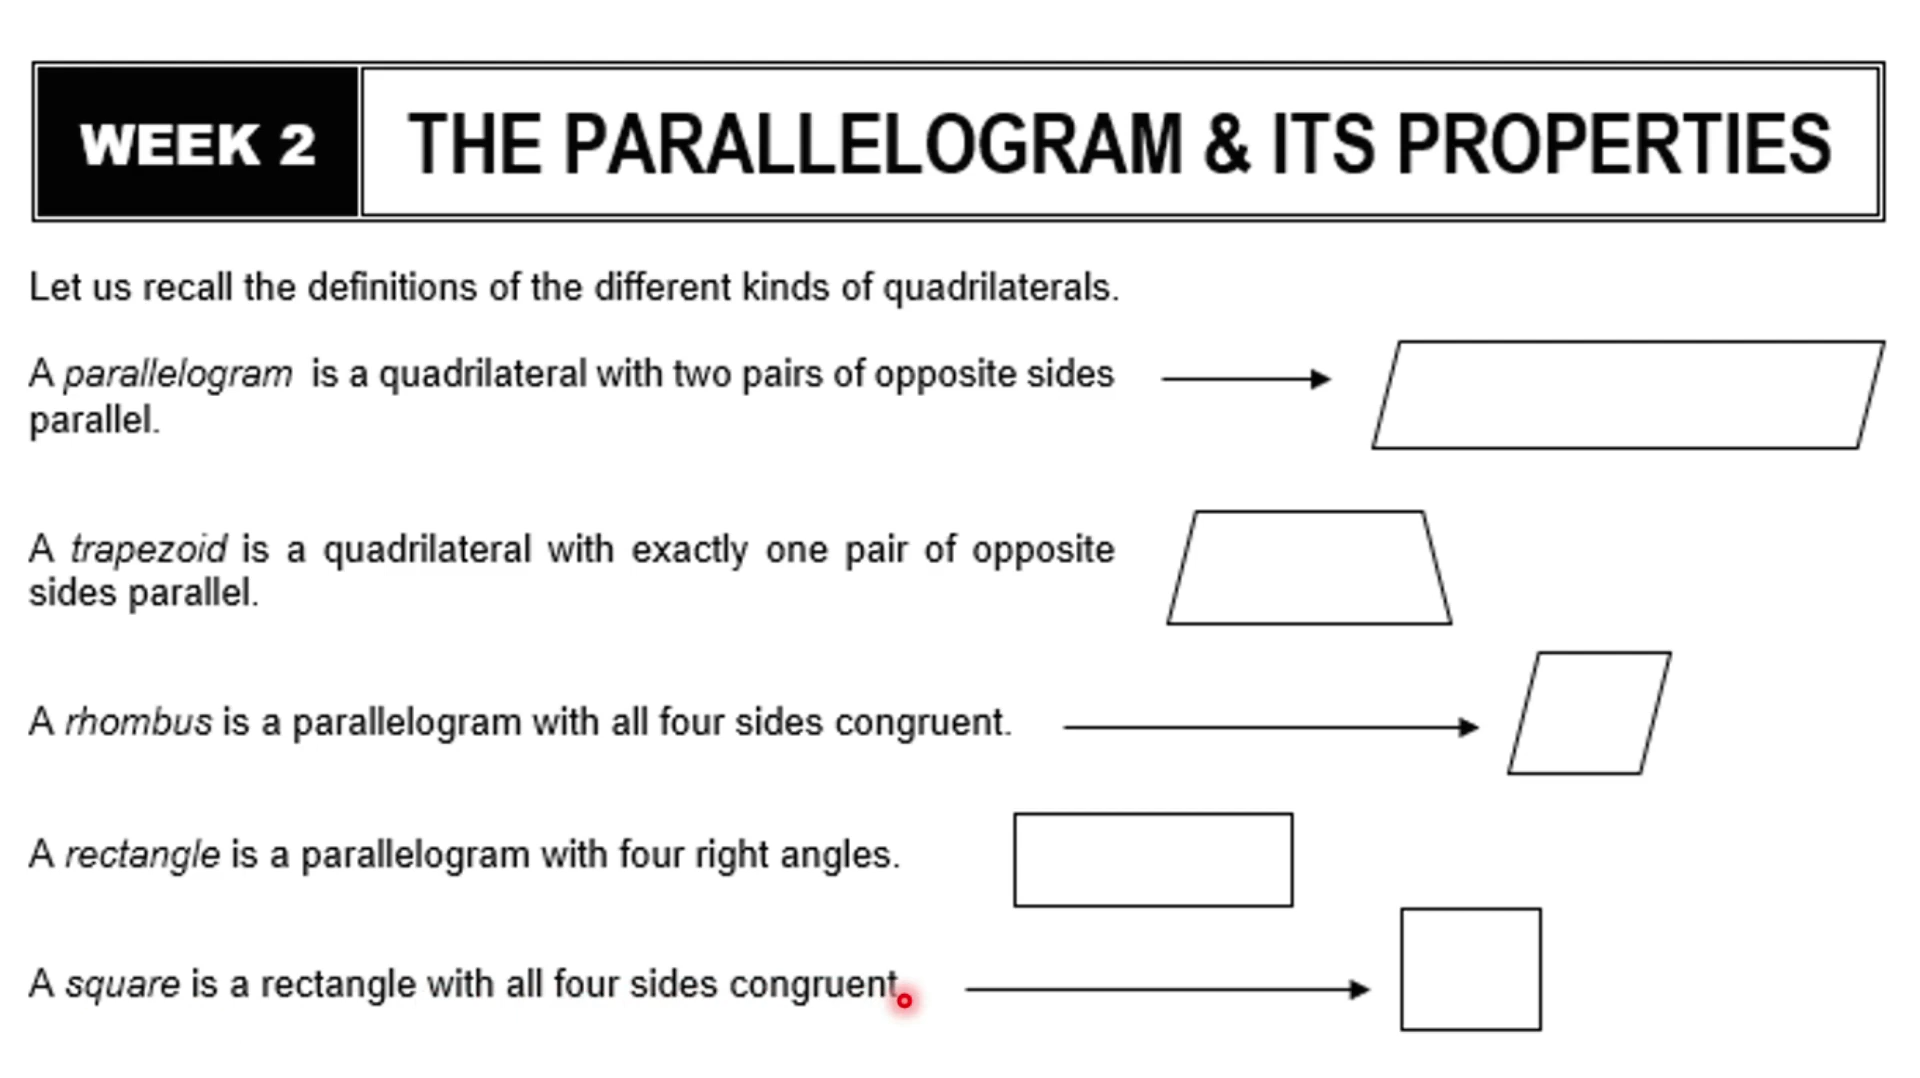 WEEK 2
THE PARALLELOGRAM & ITS PROPERTIES
Let us recall the definitions of the different kinds of quadrilaterals.
A parallelogram is a quadrilateral with two pairs of opposite sides
parallel.
A trapezoid is a quadrilateral with exactly one pair of opposite
sides parallel.
A rhombus is a parallelogram with all four sides congruent.
A rectangle is a parallelogram with four right angles.
A square is a rectangle with all four sides congruent.